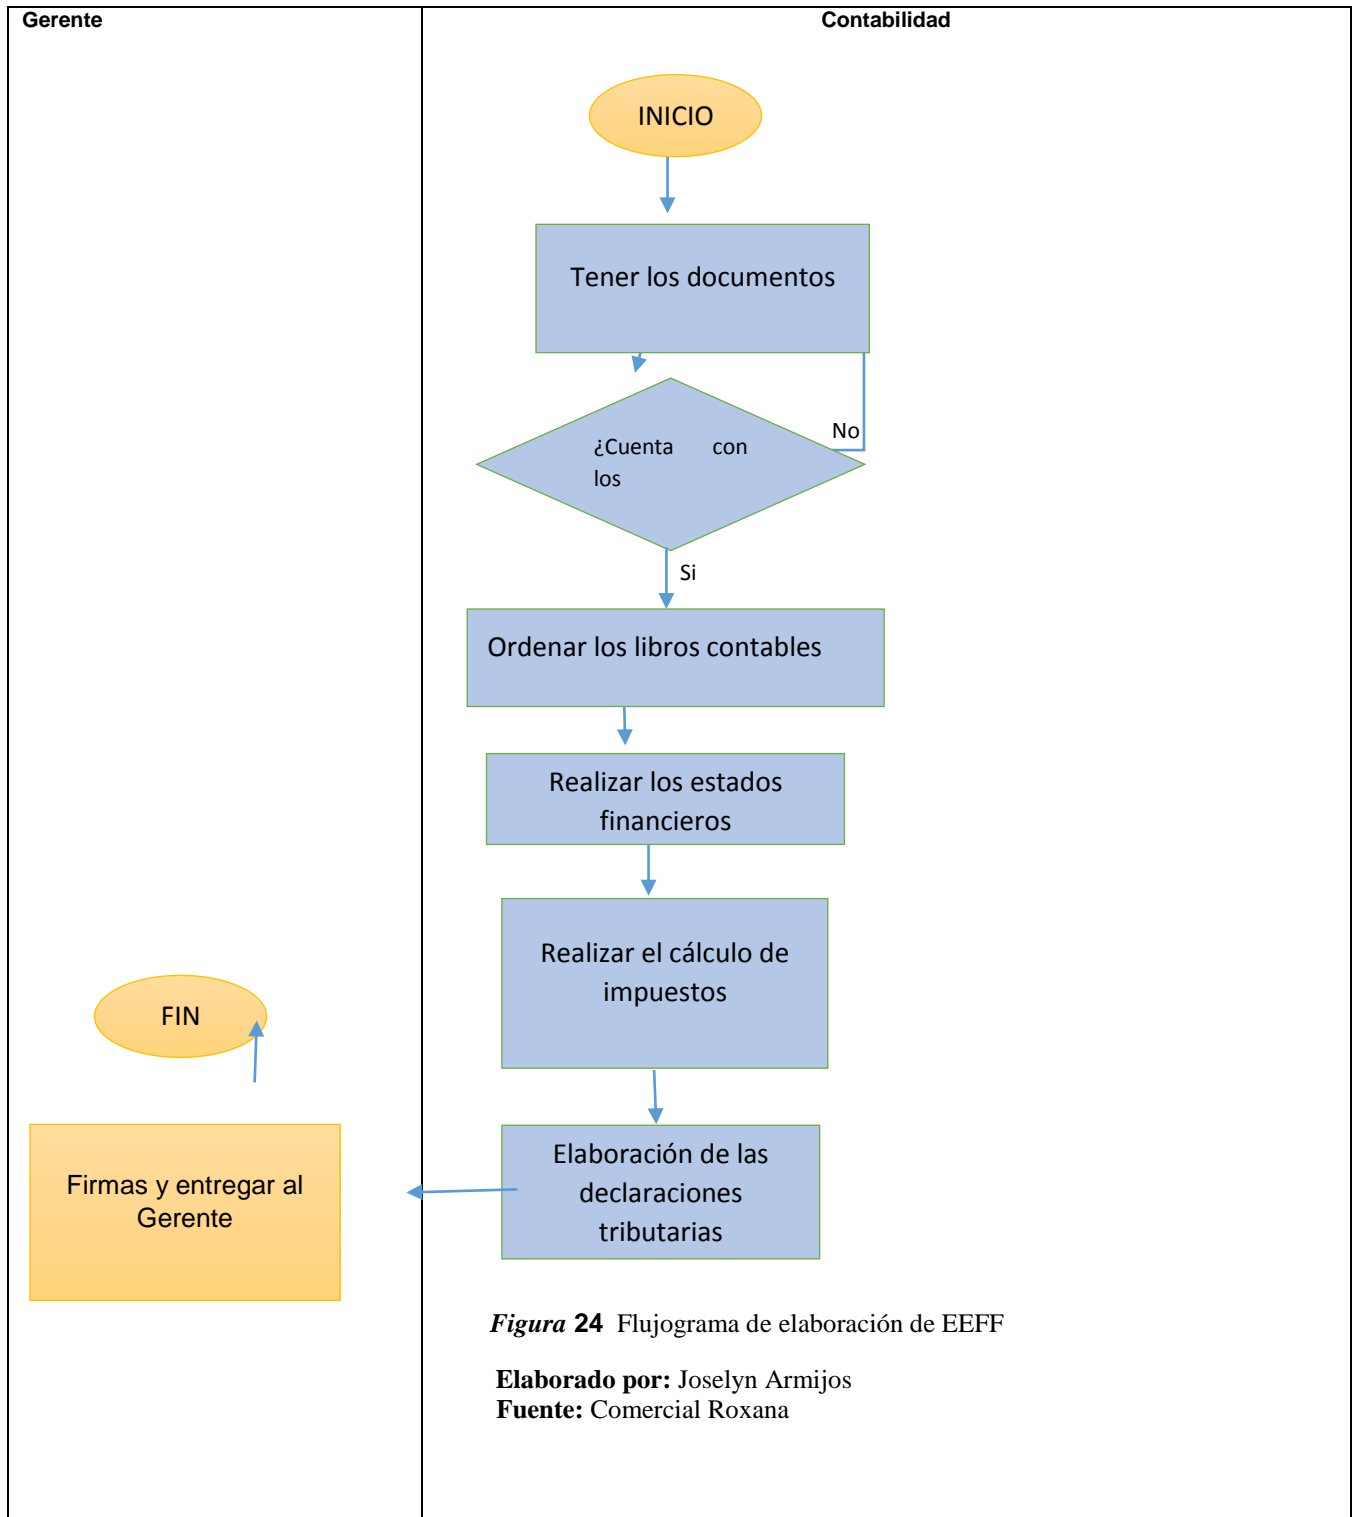 Gerente
Contabilidad
INICIO
Tener los documentos
No
¿Cuenta con
los
Si
Ordenar los libros contables
Realizar los estados
financieros
Realizar el cálculo de
impuestos
Elaboración de las
declaraciones
tributarias
Firmas y entregar al
Gerente
FIN
Figura 24 Flujograma de elaboración de EEFF
Elaborado por: Joselyn Armijos
Fuente: Comercial Roxana